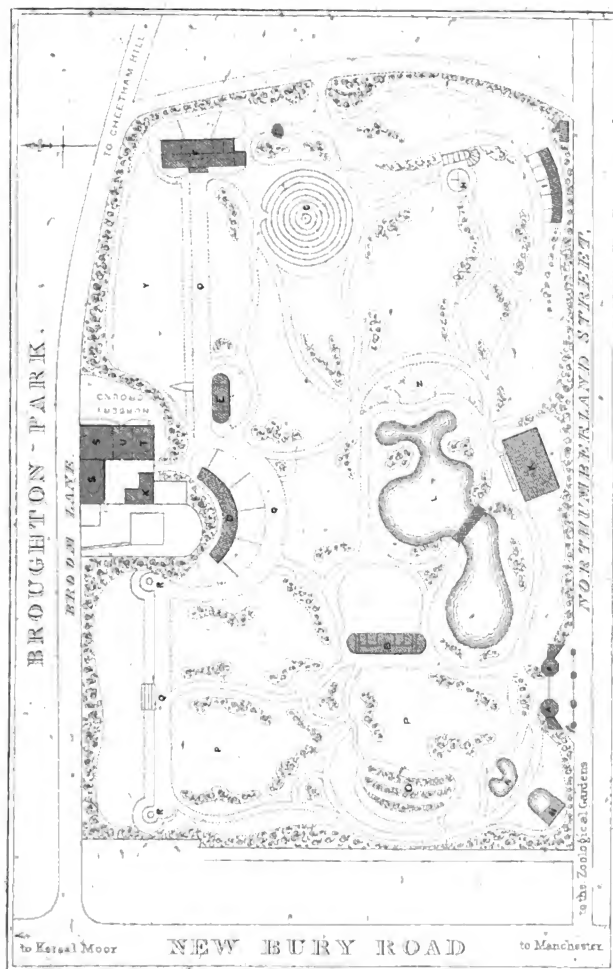 BROUGHTON-PARK.
TO CHEETHAM HILL
BROOM LANE
NURSERY
GROUND
S
S
U
T
X
Y
F
Q
E
G
D
Q
H
I
N
L
K
R
Q
R
P
P
O
NORTHUMBERLAND STREET.
to the Zoological Gardens
to Kersal Moor
NEW BURY ROAD
to Manchester